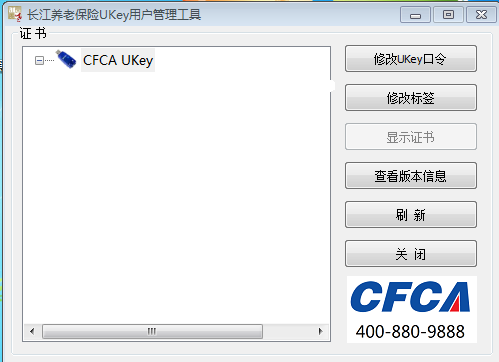 长江养老保险UKey用户管理工具
证书
CFCA UKey
修改UKey口令
修改标签
显示证书
查看版本信息
刷 新
关 闭
CFCA
400-880-9888